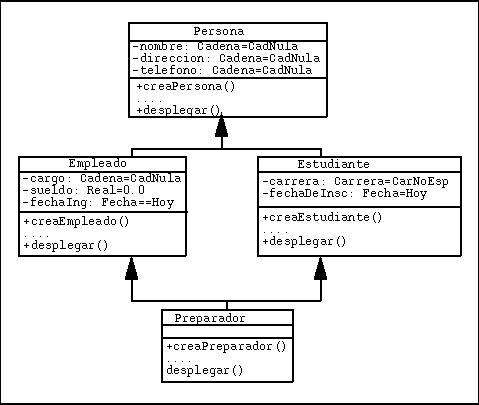 Persona
-nombre: Cadena=CadNula
-direccion: Cadena=CadNula
-telefono: Cadena=CadNula
+creaPersona()
....
+desplegar()
Empleado
-cargo: Cadena=CadNula
-sueldo: Real=0.0
-fechaIng: Fecha==Hoy
+creaEmpleado()
....
+desplegar()
Estudiante
-carrera: Carrera=CarNoEsp
-fechaDeInsc: Fecha=Hoy
+creaEstudiante()
....
+desplegar()
Preparador
+creaPreparador()
....
desplegar()